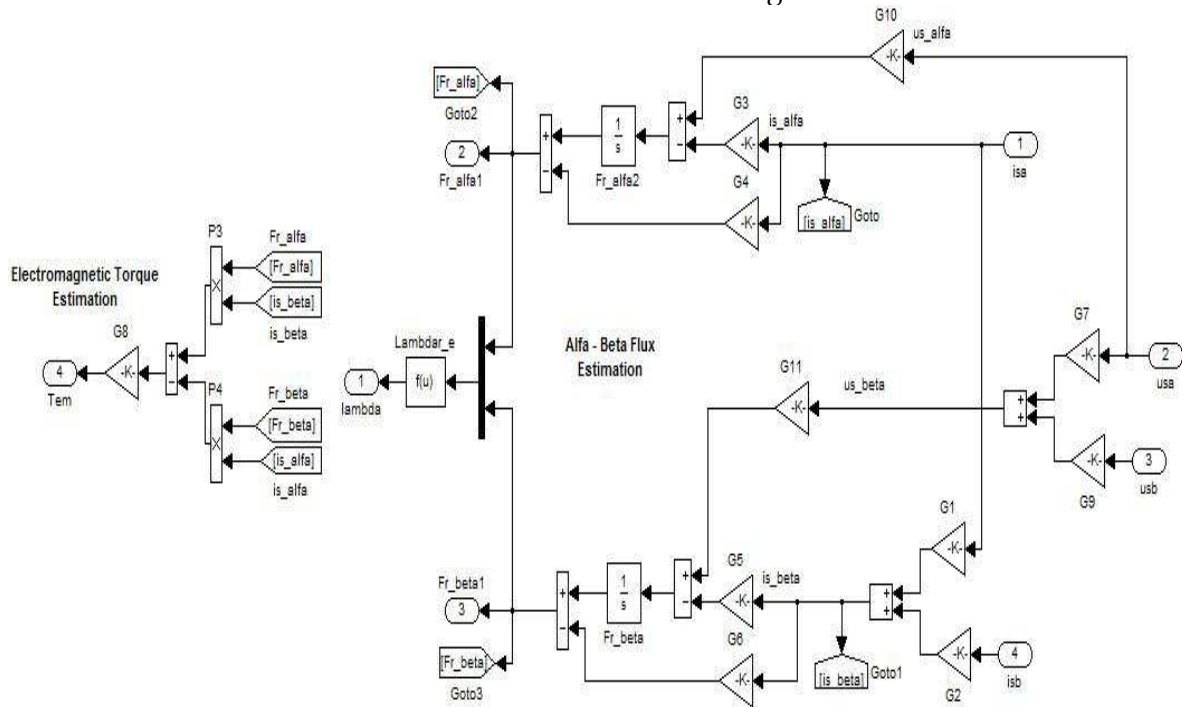 G10
us_alfa
-K-
[Fr_alfa]
Goto2
G3
is_alfa
+
-
1
s
+
-
-K-
1
isa
2
Fr_alfa1
Fr_alfa2
G4
-K-
[is_alfa]
Goto
P3
Fr_alfa
[Fr_alfa]
X
[is_beta]
is_beta
Electromagnetic Torque
Estimation
G8
-K-
4
Tem
+
-
P4
Fr_beta
[Fr_beta]
X
[is_alfa]
is_alfa
Lambdar_e
f(u)
1
lambda
Alfa - Beta Flux
Estimation
G7
-K-
2
usa
G11
-K-
us_beta
+
+
-K-
3
usb
G9
G1
-K-
Fr_beta1
3
+
-
1
s
Fr_beta
+
-
G5
-K-
is_beta
+
+
G6
-K-
[Fr_beta]
Goto3
[is_beta]
Goto1
-K-
G2
4
isb